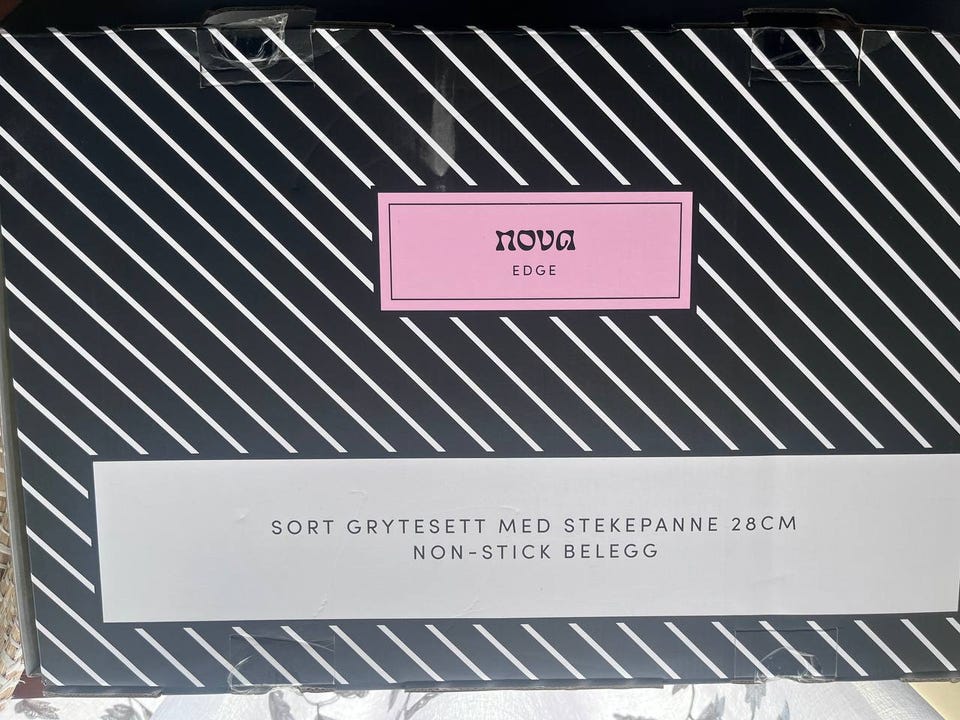 NOVA
EDGE
SORT GRYTESETT MED STEKEPANNE 28CM
NON-STICK BELEGG